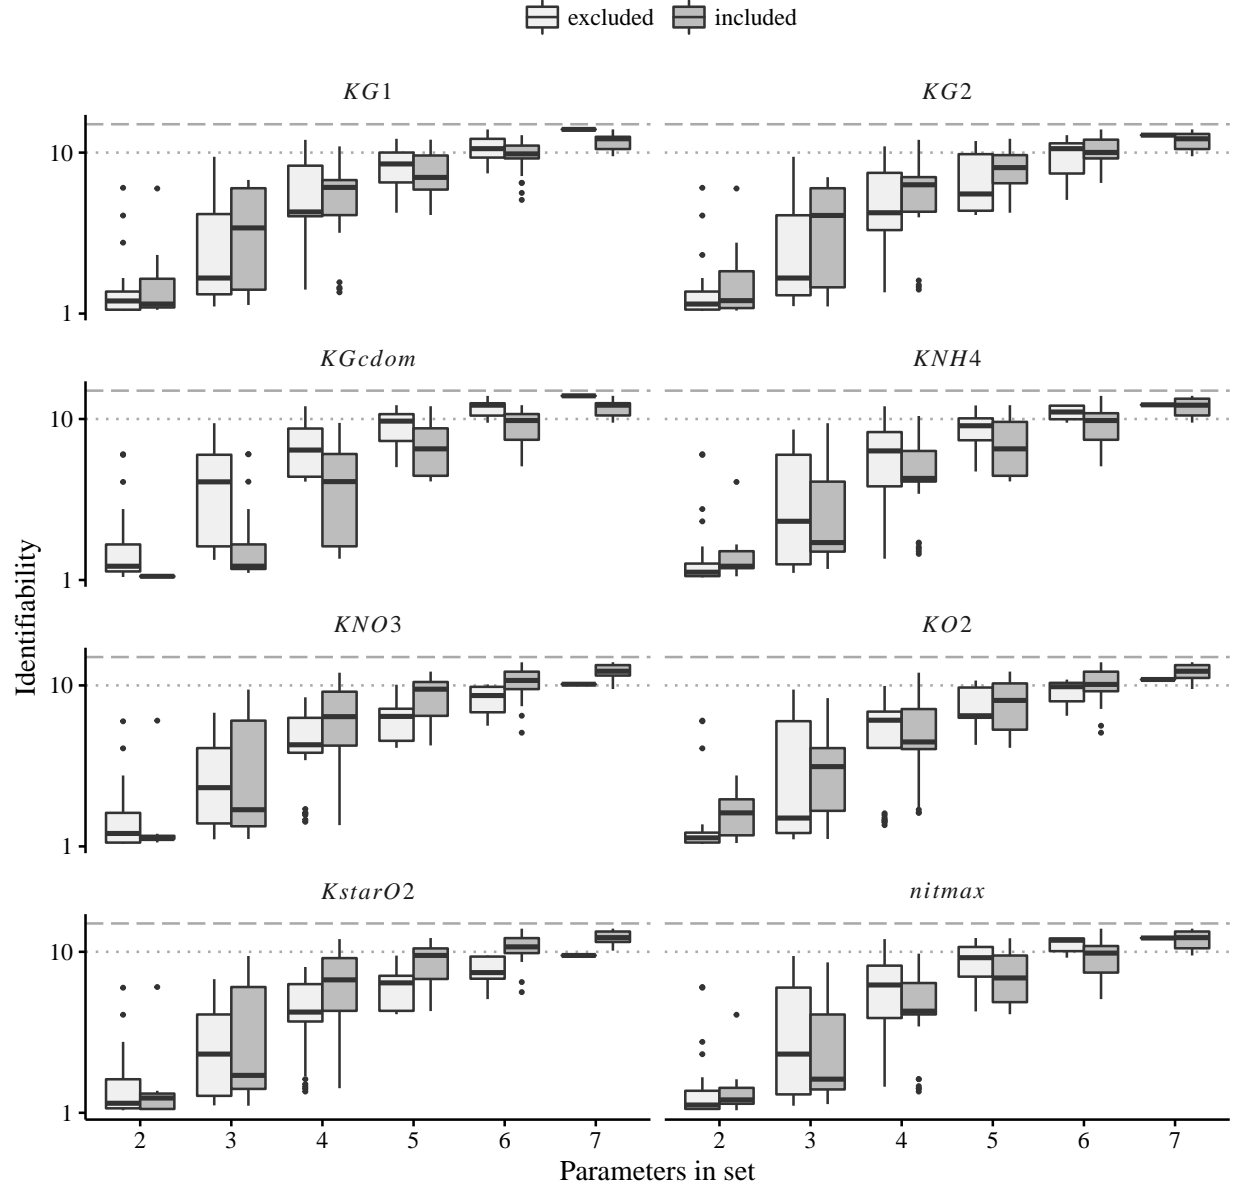 excluded included
KG1 KG2
10
1
KGcdom KNH4
10
1
KNO3 KO2
10
1
KstarO2 nitmax
10
1
2 3 4 5 6 7 2 3 4 5 6 7
Parameters in set
Identifiability